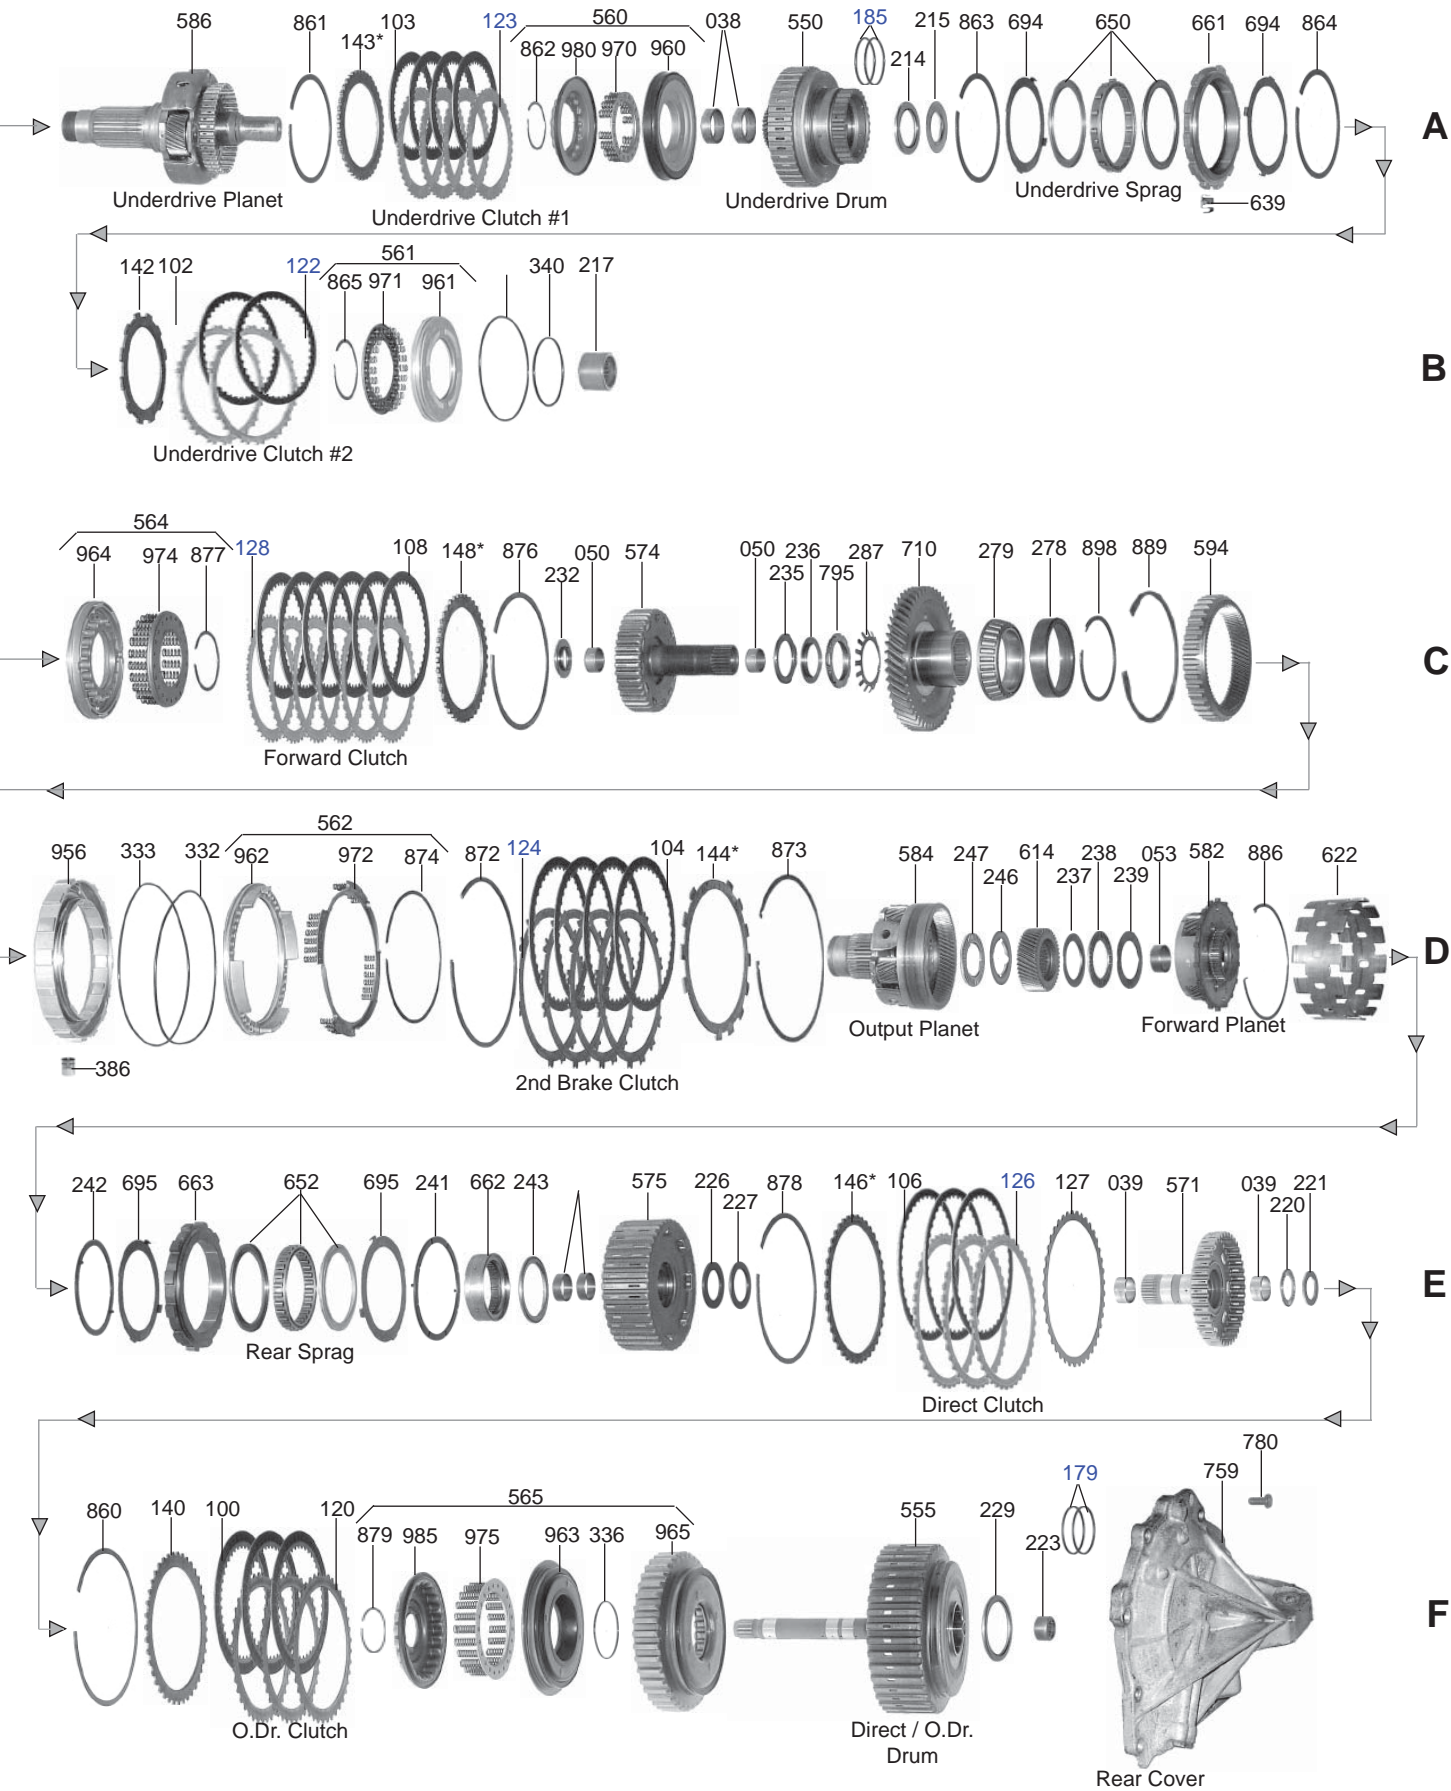 586 861 143* 103 123 560 038 550 185 215 863 694 650 661 694 864
862 980 970 960 214
A
Underdrive Planet
Underdrive Clutch #1
Underdrive Drum
Underdrive Sprag
639
142 102 122 561 340 217
865 971 961
B
Underdrive Clutch #2
564
964 974 877 128 108 148* 876 232 050 574 050 236 287 710 279 278 898 889 594
235 795
C
Forward Clutch
562
956 333 332 962 972 874 872 124 104 144* 873 584 247 614 238 053 582 886 622
246 237 239
D
Output Planet
Forward Planet
386
2nd Brake Clutch
242 695 663 652 695 241 662 243 575 226 878 146* 106 126 127 039 571 039 221
227 220
E
Rear Sprag
Direct Clutch
780
860 140 100 120 565 555 229 179 759
879 985 975 963 336 965 223
F
O.Dr. Clutch
Direct / O.Dr.
Drum
Rear Cover